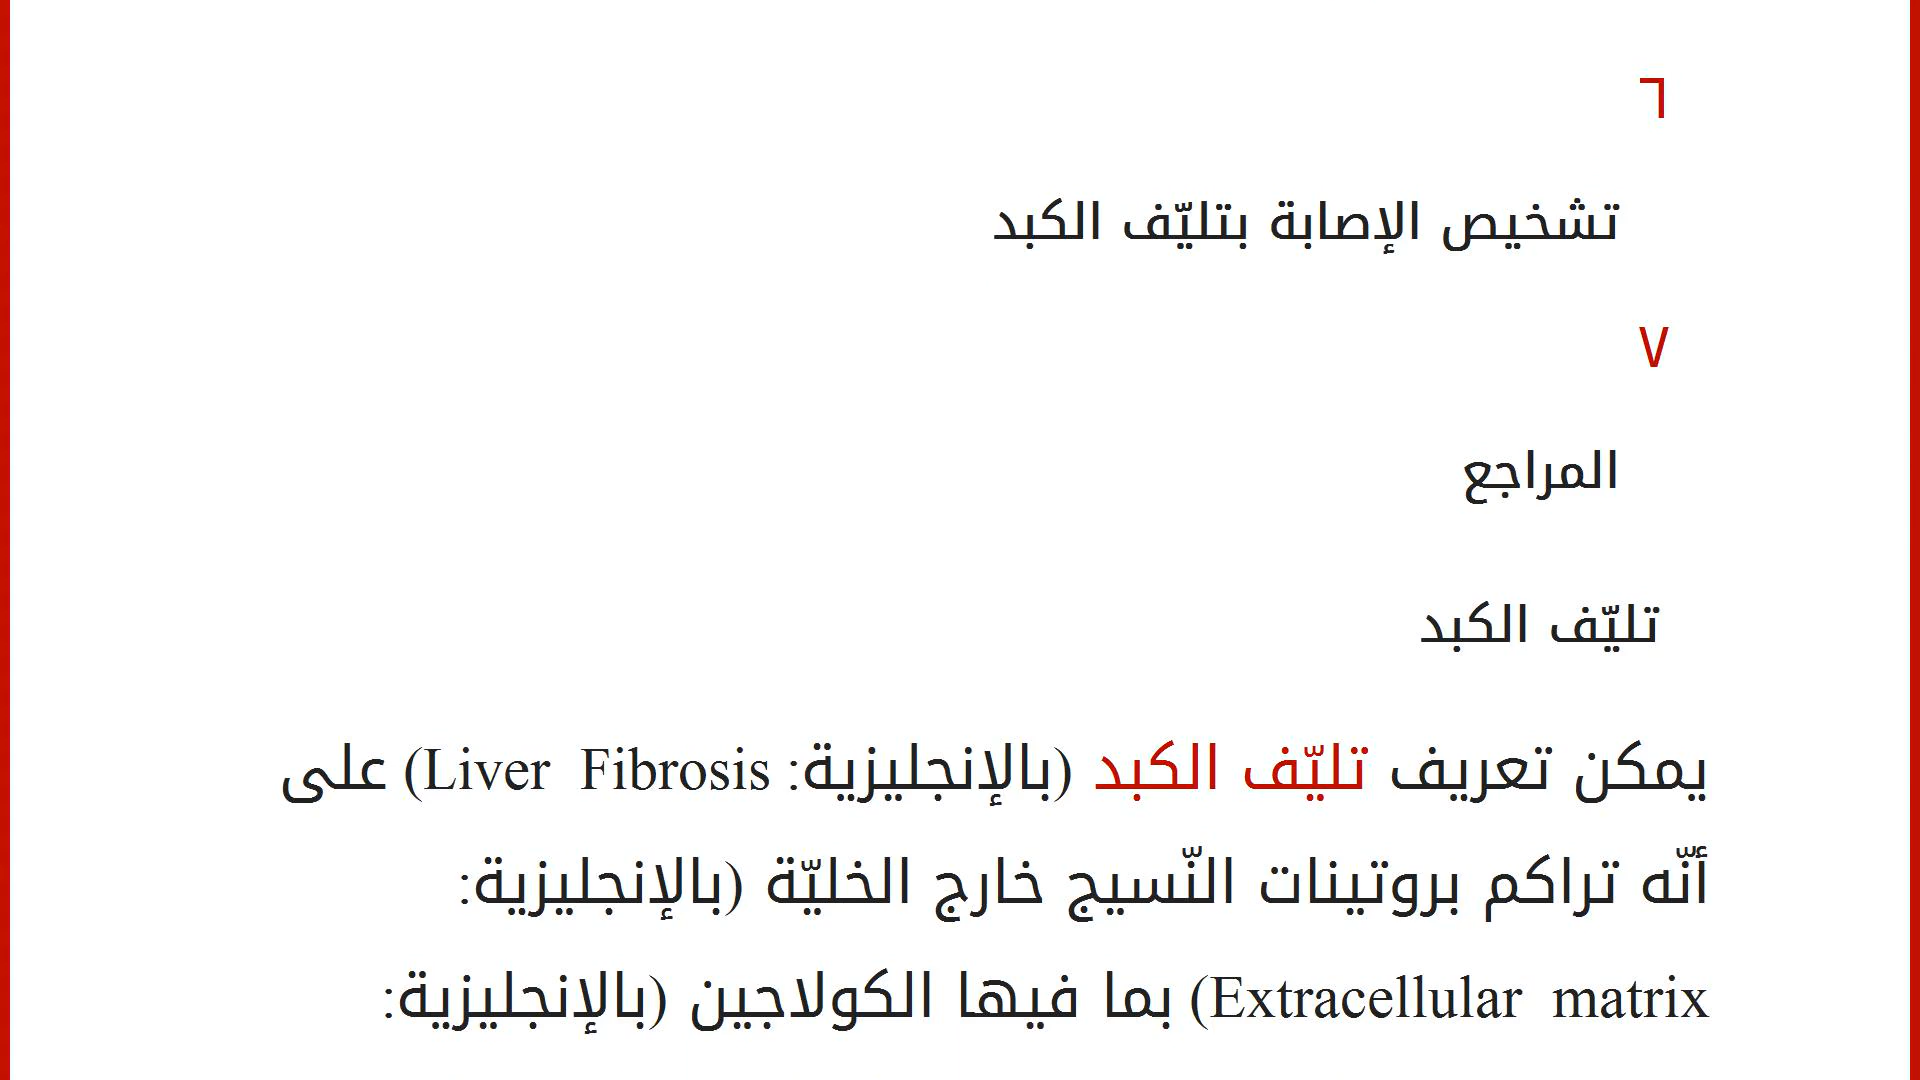 ٦
تشخيص الإصابة بتليّف الكبد
٧
المراجع
تليّف الكبد
يمكن تعريف تليّف الكبد (بالإنجليزية: Liver Fibrosis) على
أنّه تراكم بروتينات النّسيج خارج الخليّة (بالإنجليزية:
Extracellular matrix) بما فيها الكولاجين (بالإنجليزية: